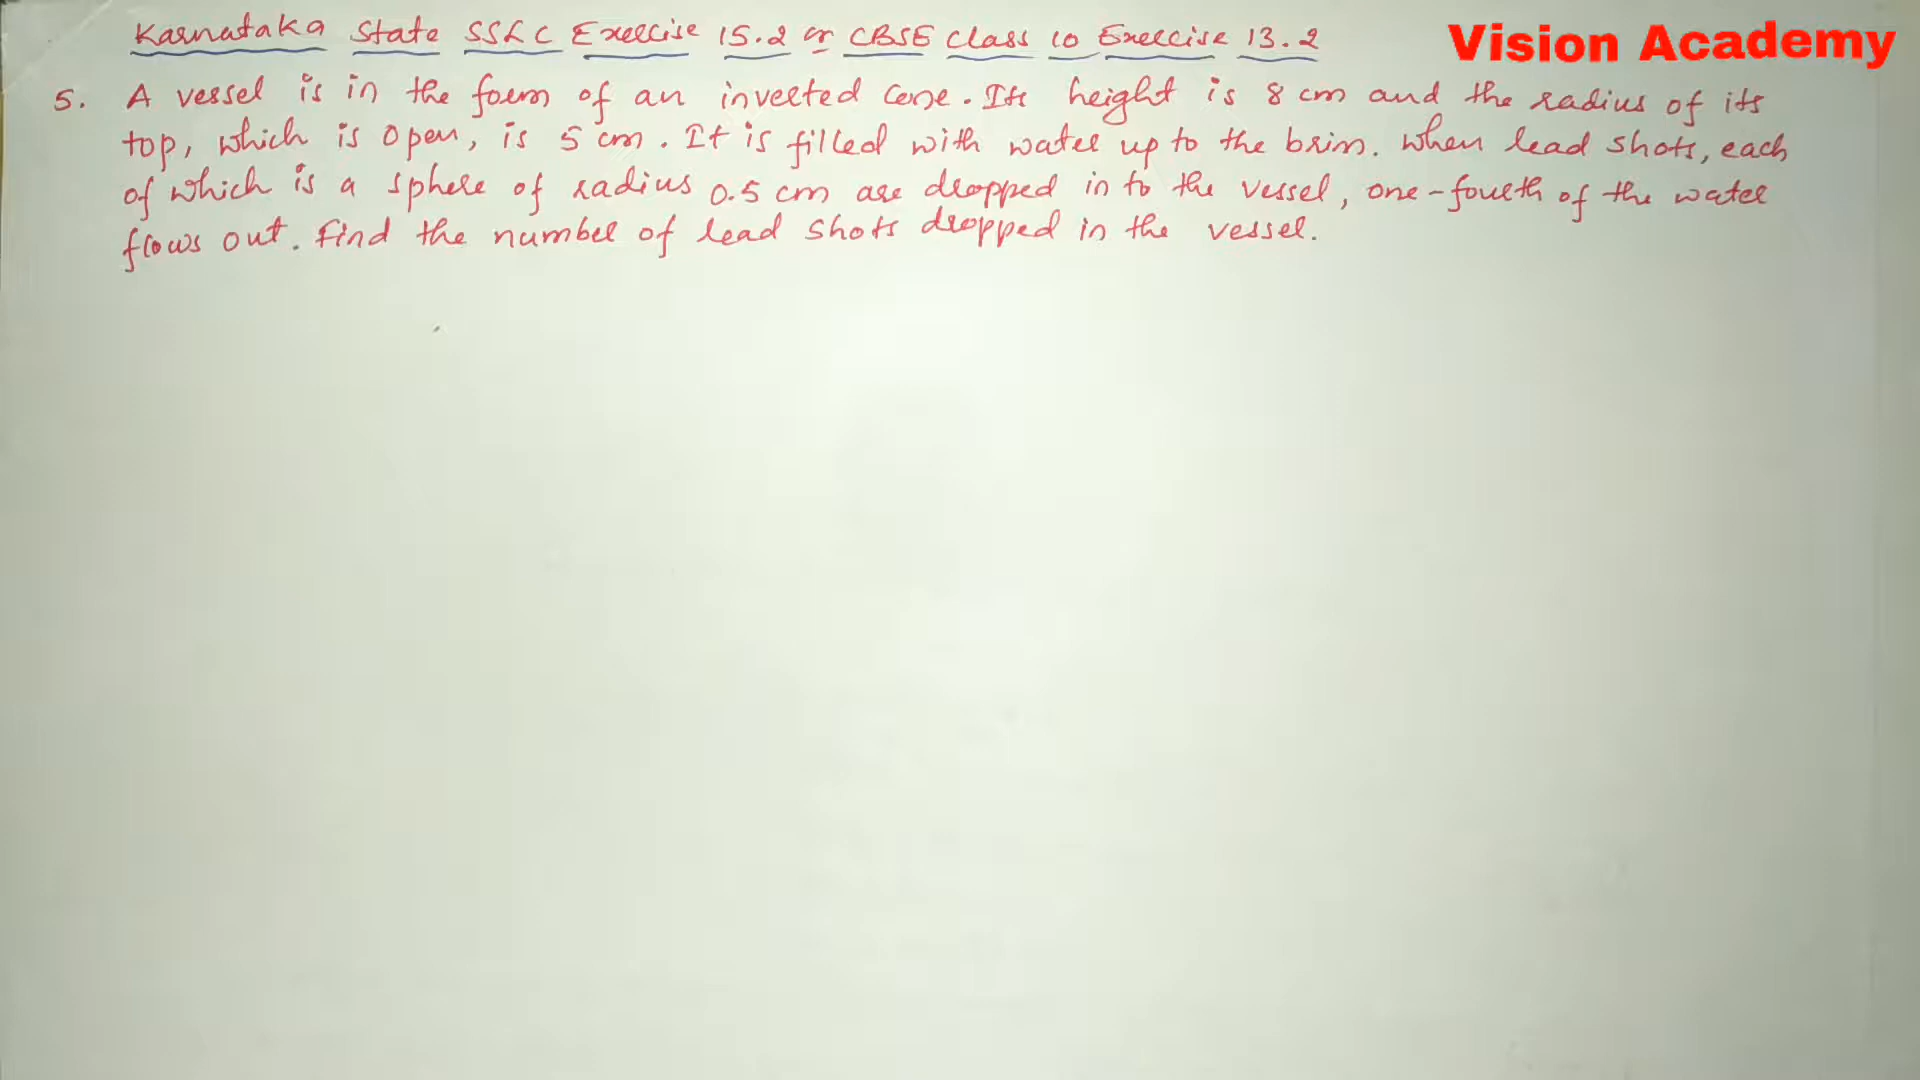 Karnataka State SSLC Exercise 15.2 or CBSE Class 10 Exercise 13.2
Vision Academy
5. A vessel is in the form of an inverted cone. Its height is 8 cm and the radius of its
top, which is open, is 5 cm. It is filled with water up to the brim. When lead shots, each
of which is a sphere of radius 0.5 cm are dropped in to the vessel, one-fourth of the water
flows out. Find the number of lead shots dropped in the vessel.